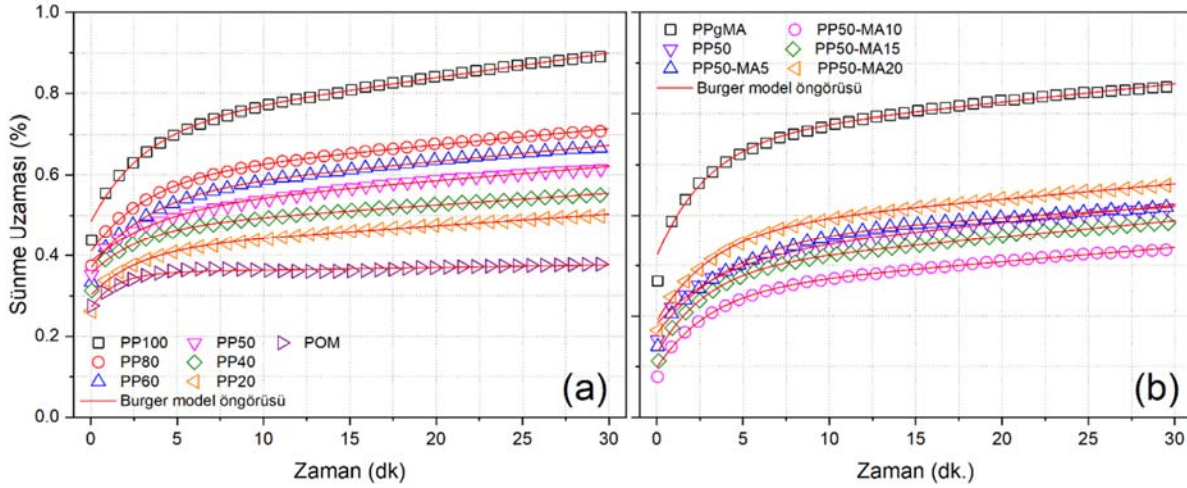 1.0
0.8
0.6
0.4
0.2
0.0
Sünme Uzaması (%)
PP100
PP80
PP60
PP50
PP40
PP20
POM
Burger model öngörüsü
(a)
0 5 10 15 20 25 30
Zaman (dk)
PPgMA
PP50
PP50-MA5
PP50-MA10
PP50-MA15
PP50-MA20
Burger model öngörüsü
(b)
0 5 10 15 20 25 30
Zaman (dk.)